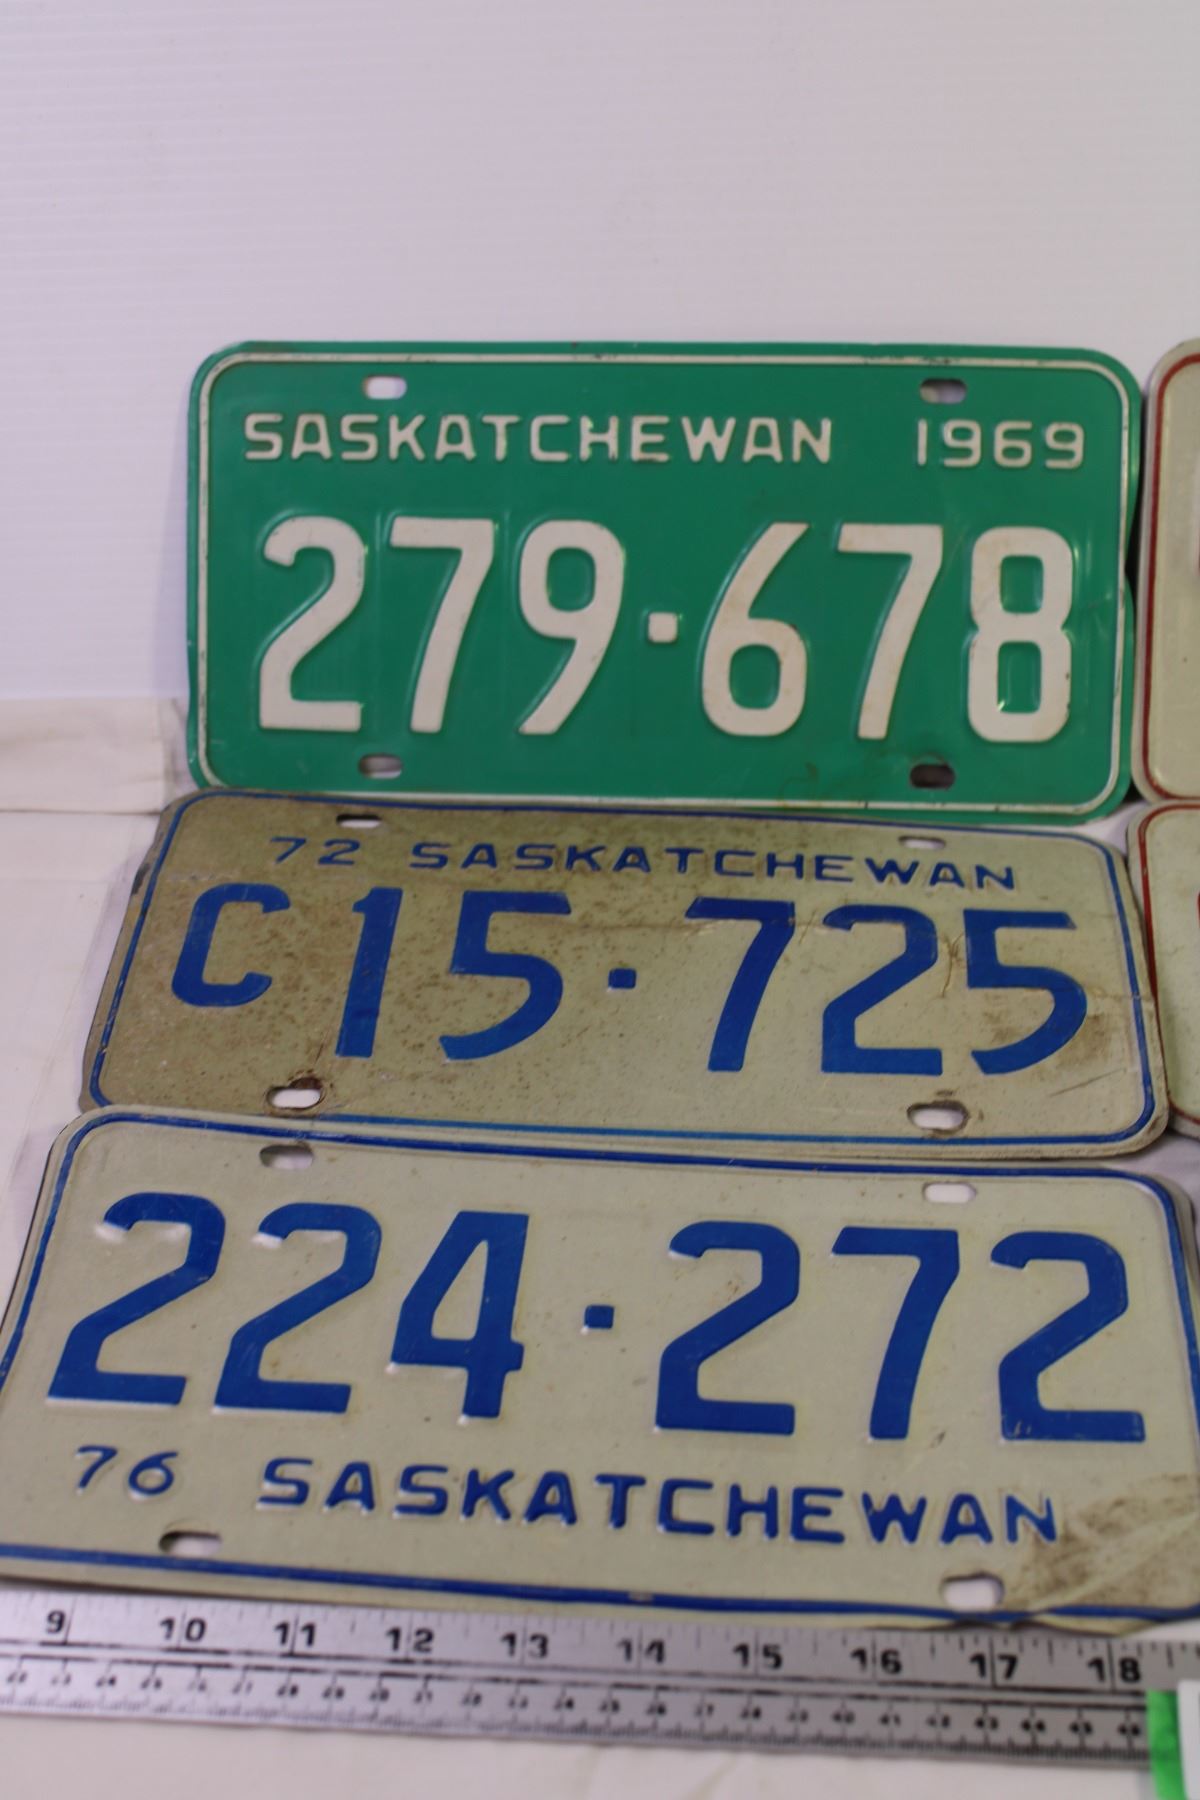 SASKATCHEWAN 1969
279·678
72 SASKATCHEWAN
C15·725
224·272
76 SASKATCHEWAN
9 10 11 12 13 14 15 16 17 18